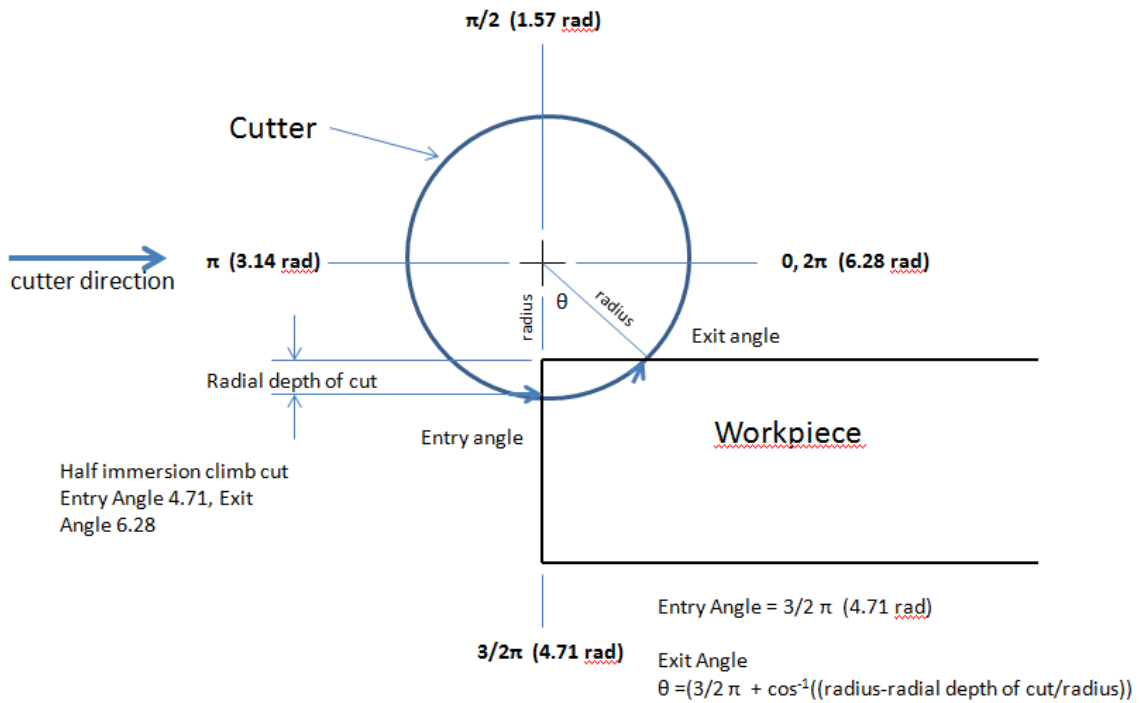 π/2 (1.57 rad)
Cutter
cutter direction
π (3.14 rad)
0, 2π (6.28 rad)
radius
θ
radius
Exit angle
Radial depth of cut
Entry angle
Workpiece
Half immersion climb cut
Entry Angle 4.71, Exit
Angle 6.28
3/2π (4.71 rad)
Entry Angle = 3/2 π (4.71 rad)
Exit Angle
θ =(3/2 π + cos⁻¹((radius-radial depth of cut/radius))